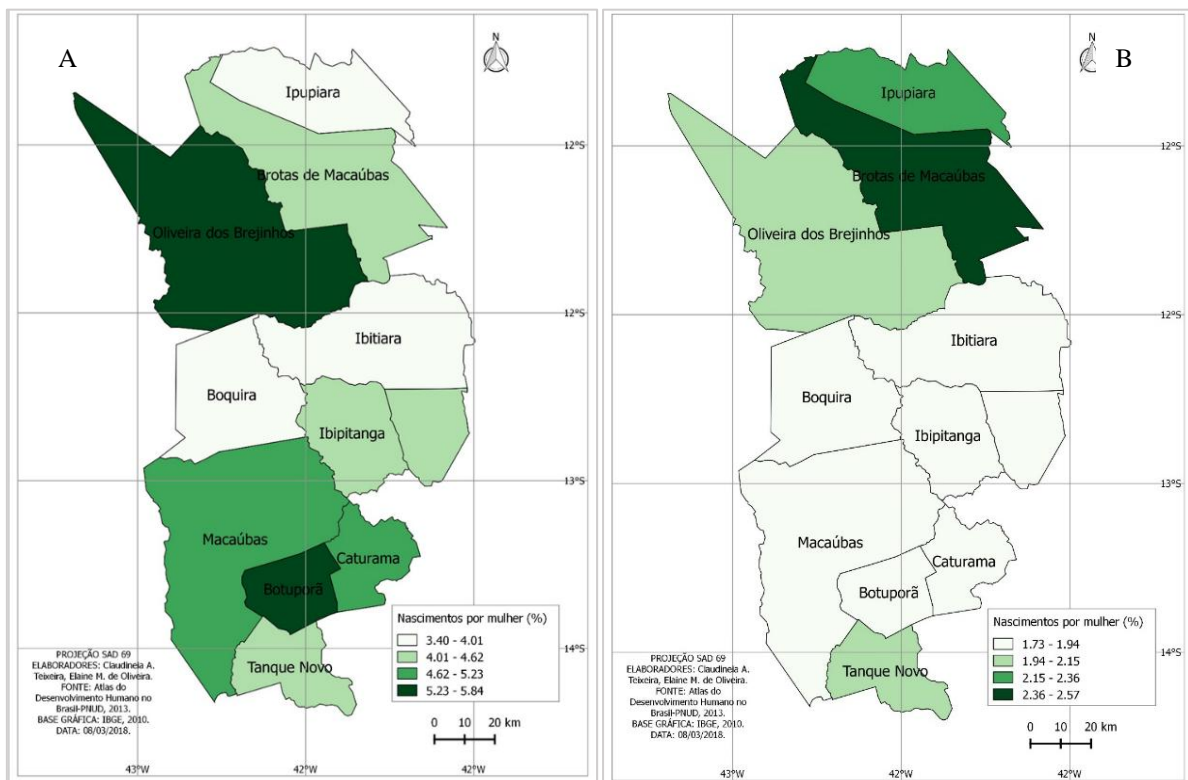 A
N
Ipupiara
12°S
Brotas de Macaúbas
Oliveira dos Brejinhos
12°S
Ibitiara
Boquira
Ibipitanga
13°S
Macaúbas
Caturama
Botuporã
Nascimentos por mulher (%)
3.40 - 4.01
4.01 - 4.62
4.62 - 5.23
5.23 - 5.84
14°S
Tanque Novo
PROJEÇÃO SAD 69
ELABORADORES: Claudineia A.
Teixeira, Elaine M. de Oliveira.
FONTE: Atlas do
Desenvolvimento Humano no
Brasil-PNUD, 2013.
BASE GRÁFICA: IBGE, 2010.
DATA: 08/03/2018.
0 10 20 km
43°W
42°W
42°W
N
B
Ipupiara
12°S
Brotas de Macaúbas
Oliveira dos Brejinhos
12°S
Ibitiara
Boquira
Ibipitanga
13°S
Macaúbas
Caturama
Botuporã
Nascimentos por mulher (%)
1.73 - 1.94
1.94 - 2.15
2.15 - 2.36
2.36 - 2.57
14°S
Tanque Novo
PROJEÇÃO SAD 69
ELABORADORES: Claudineia A.
Teixeira, Elaine M. de Oliveira.
FONTE: Atlas do
Desenvolvimento Humano no
Brasil-PNUD, 2013.
BASE GRÁFICA: IBGE, 2010.
DATA: 08/03/2018.
0 10 20 km
43°W
42°W
42°W